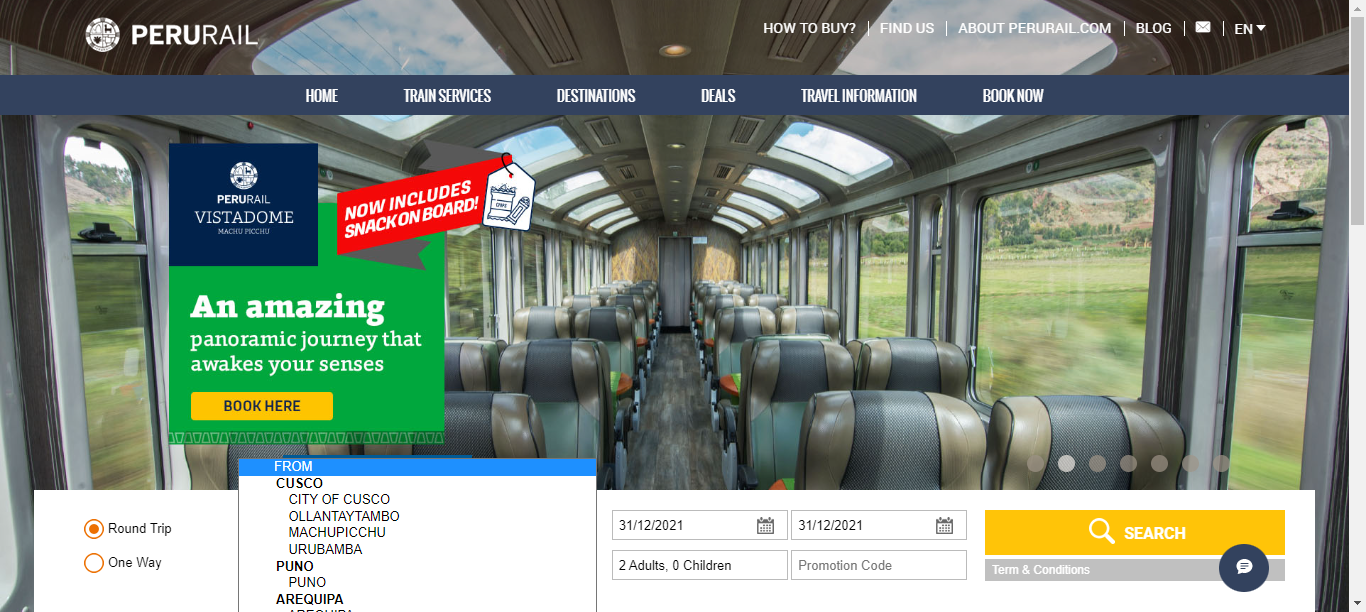 PERURAIL
HOW TO BUY?
FIND US
ABOUT PERURAIL.COM
BLOG
EN
HOME
TRAIN SERVICES
DESTINATIONS
DEALS
TRAVEL INFORMATION
BOOK NOW
PERURAIL
VISTADOME
MACHU PICCHU
NOW INCLUDES
SNACK ON BOARD!
An amazing
panoramic journey that
awakes your senses
BOOK HERE
Round Trip
One Way
FROM
CUSCO
CITY OF CUSCO
OLLANTAYTAMBO
MACHUPICCHU
URUBAMBA
PUNO
PUNO
AREQUIPA
AREQUIPA
31/12/2021
31/12/2021
2 Adults, 0 Children
Promotion Code
SEARCH
Term & Conditions